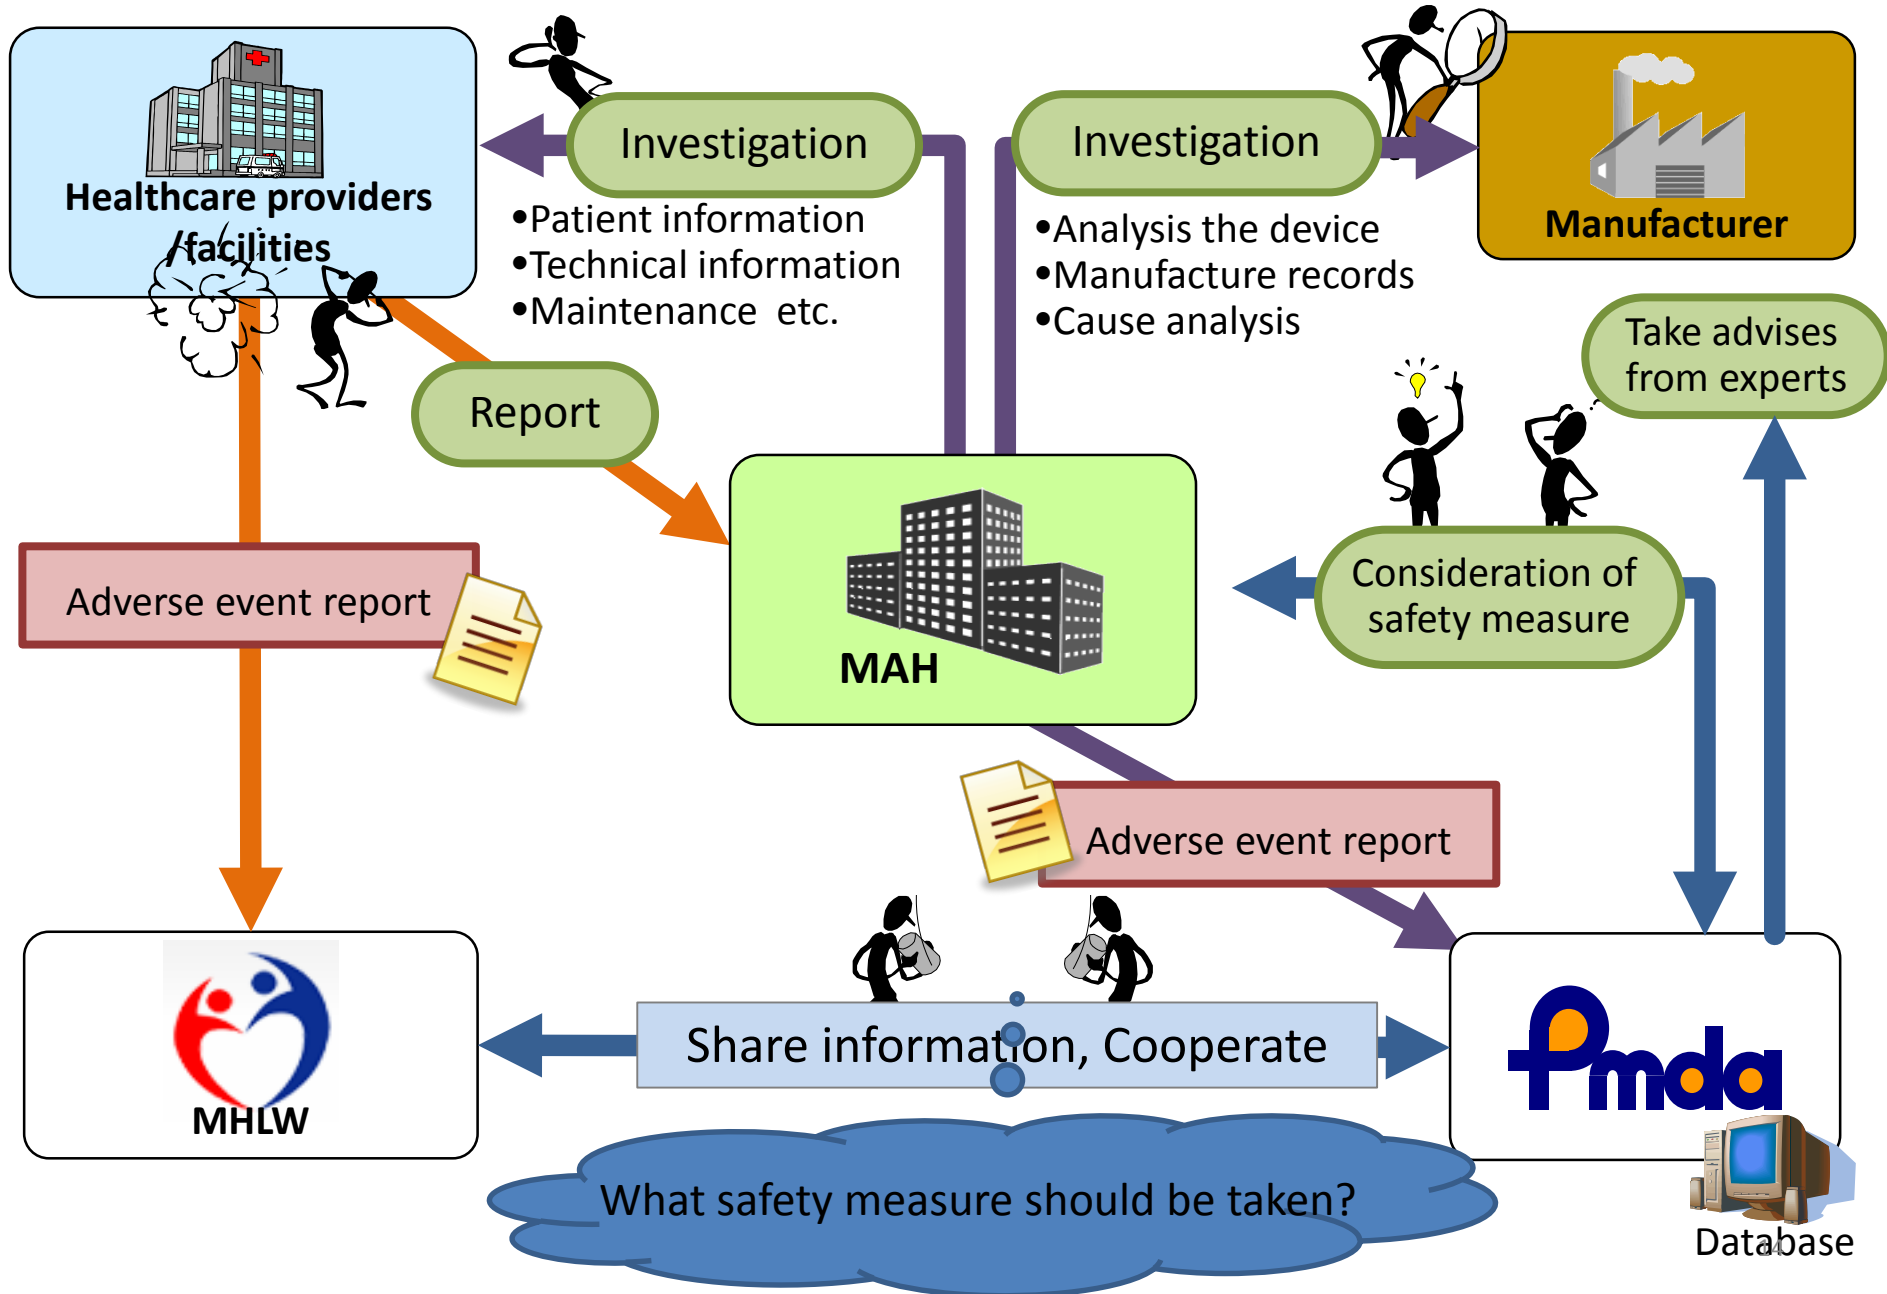 Healthcare providers
/facilities
Investigation
•Patient information
•Technical information
•Maintenance etc.
Investigation
•Analysis the device
•Manufacture records
•Cause analysis
Manufacturer
Take advises
from experts
Report
Consideration of
safety measure
Adverse event report
MAH
Adverse event report
MHLW
Share information, Cooperate
Pmda
What safety measure should be taken?
Database
14